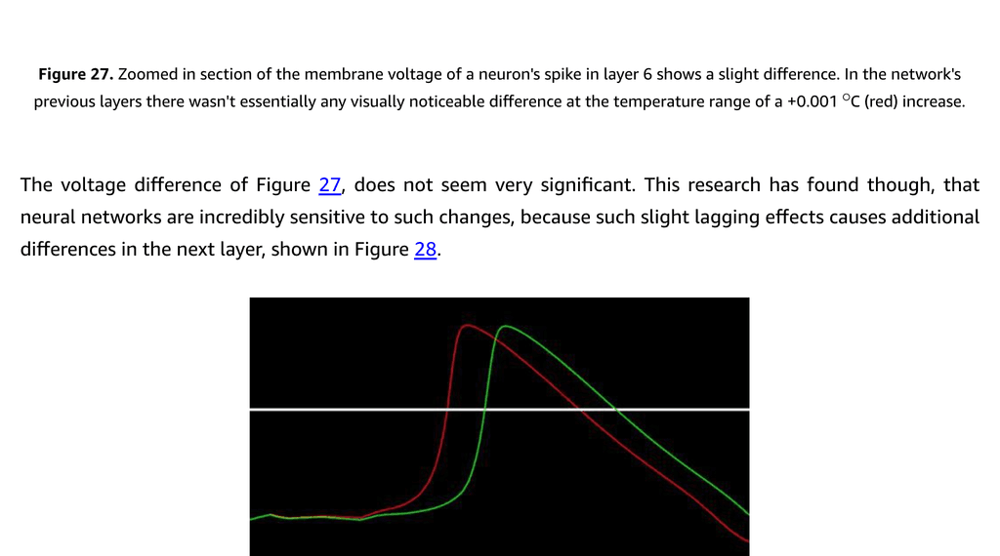 Figure 27. Zoomed in section of the membrane voltage of a neuron's spike in layer 6 shows a slight difference. In the network's
previous layers there wasn't essentially any visually noticeable difference at the temperature range of a +0.001 °C (red) increase.
The voltage difference of Figure 27, does not seem very significant. This research has found though, that
neural networks are incredibly sensitive to such changes, because such slight lagging effects causes additional
differences in the next layer, shown in Figure 28.